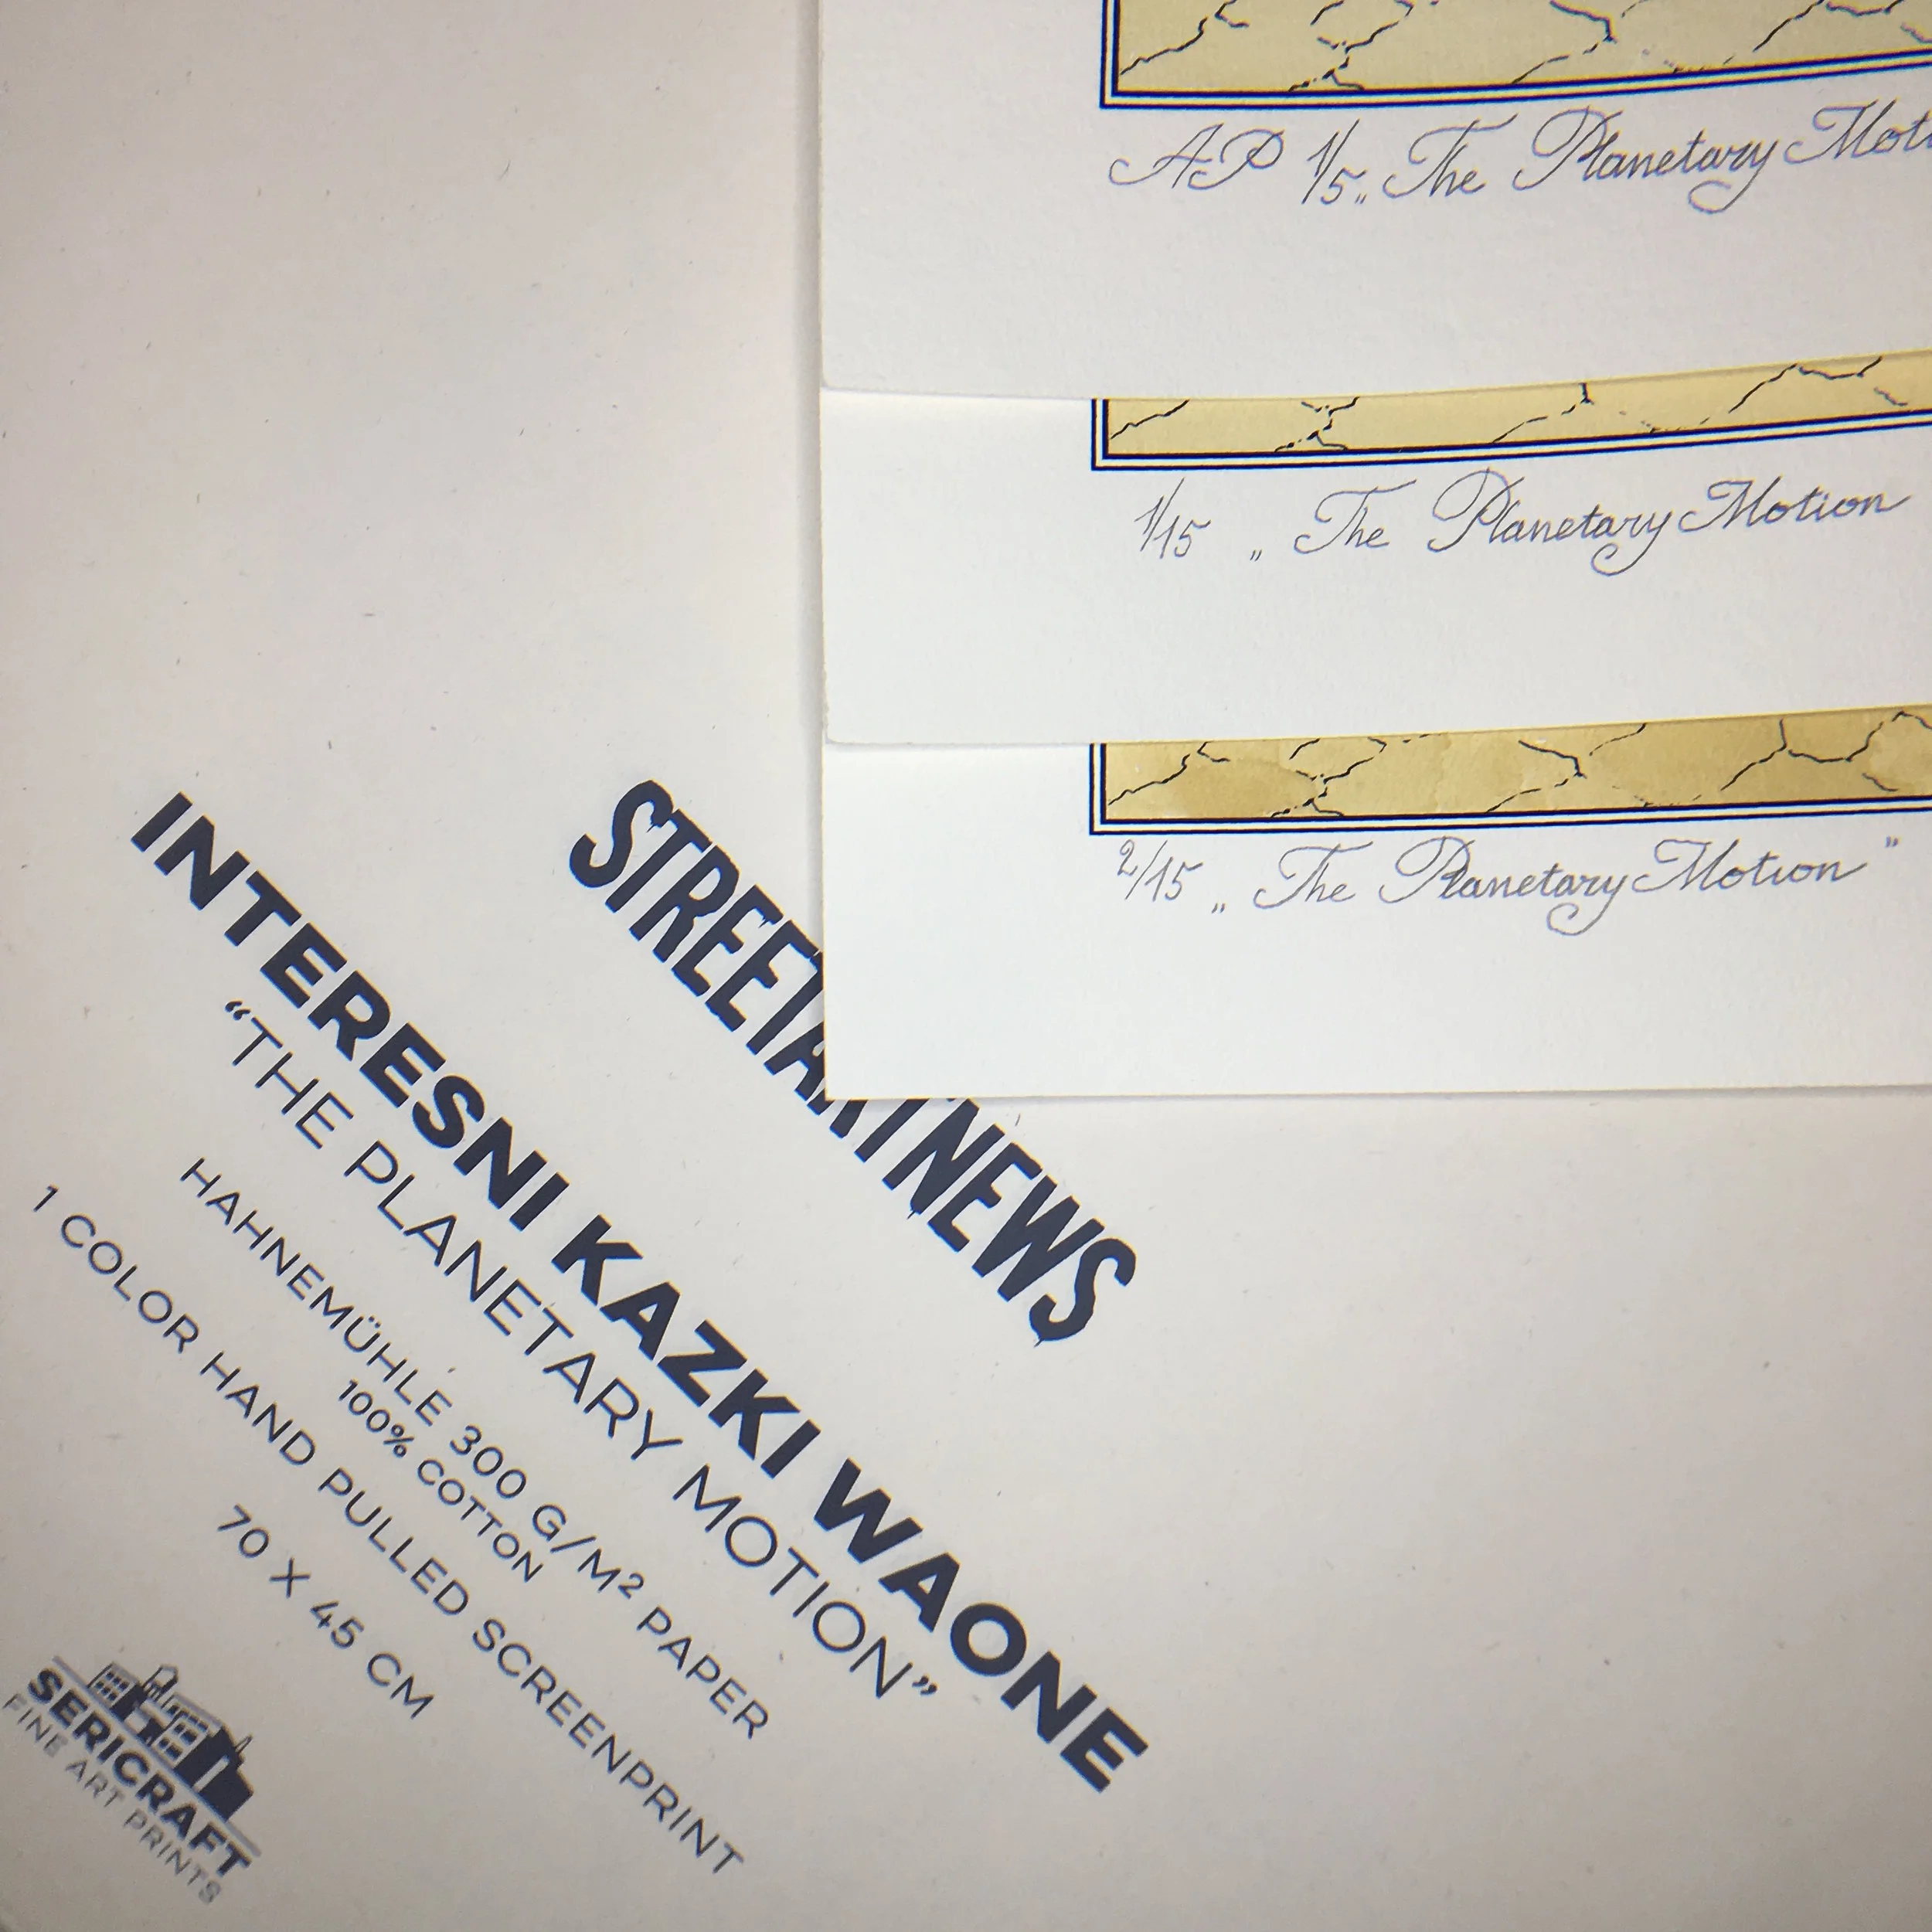 AP 1/5 „ The Planetary
1/15 „ The Planetary Motion
2/15 „ The Planetary Motion "
NEWS
INTERESNI KAZKI WAONE
“THE PLANETARY MOTION”
HAHNEMÜHLE 300 G/M² PAPER
100% COTTON
1 COLOR HAND PULLED SCREENPRINT
70 X 45 CM
SERICRAFT
FINE ART PRINTS